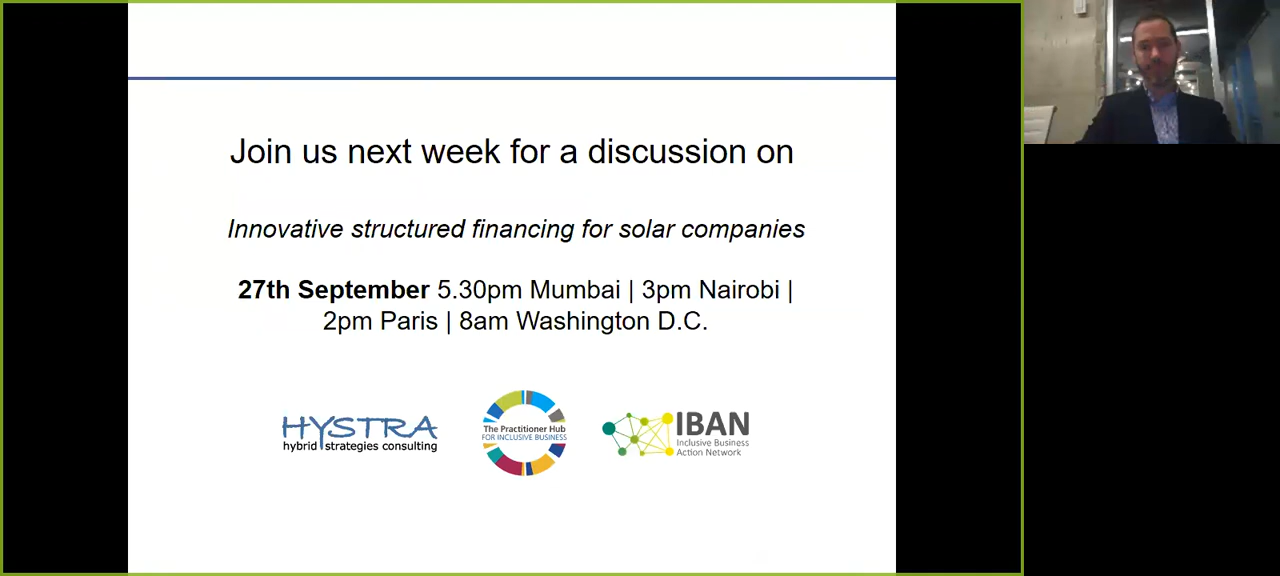 Join us next week for a discussion on
Innovative structured financing for solar companies
27th September 5.30pm Mumbai | 3pm Nairobi |
2pm Paris | 8am Washington D.C.
HYSTRA
hybrid strategies consulting
The Practitioner Hub
FOR INCLUSIVE BUSINESS
IBAN
Inclusive Business
Action Network